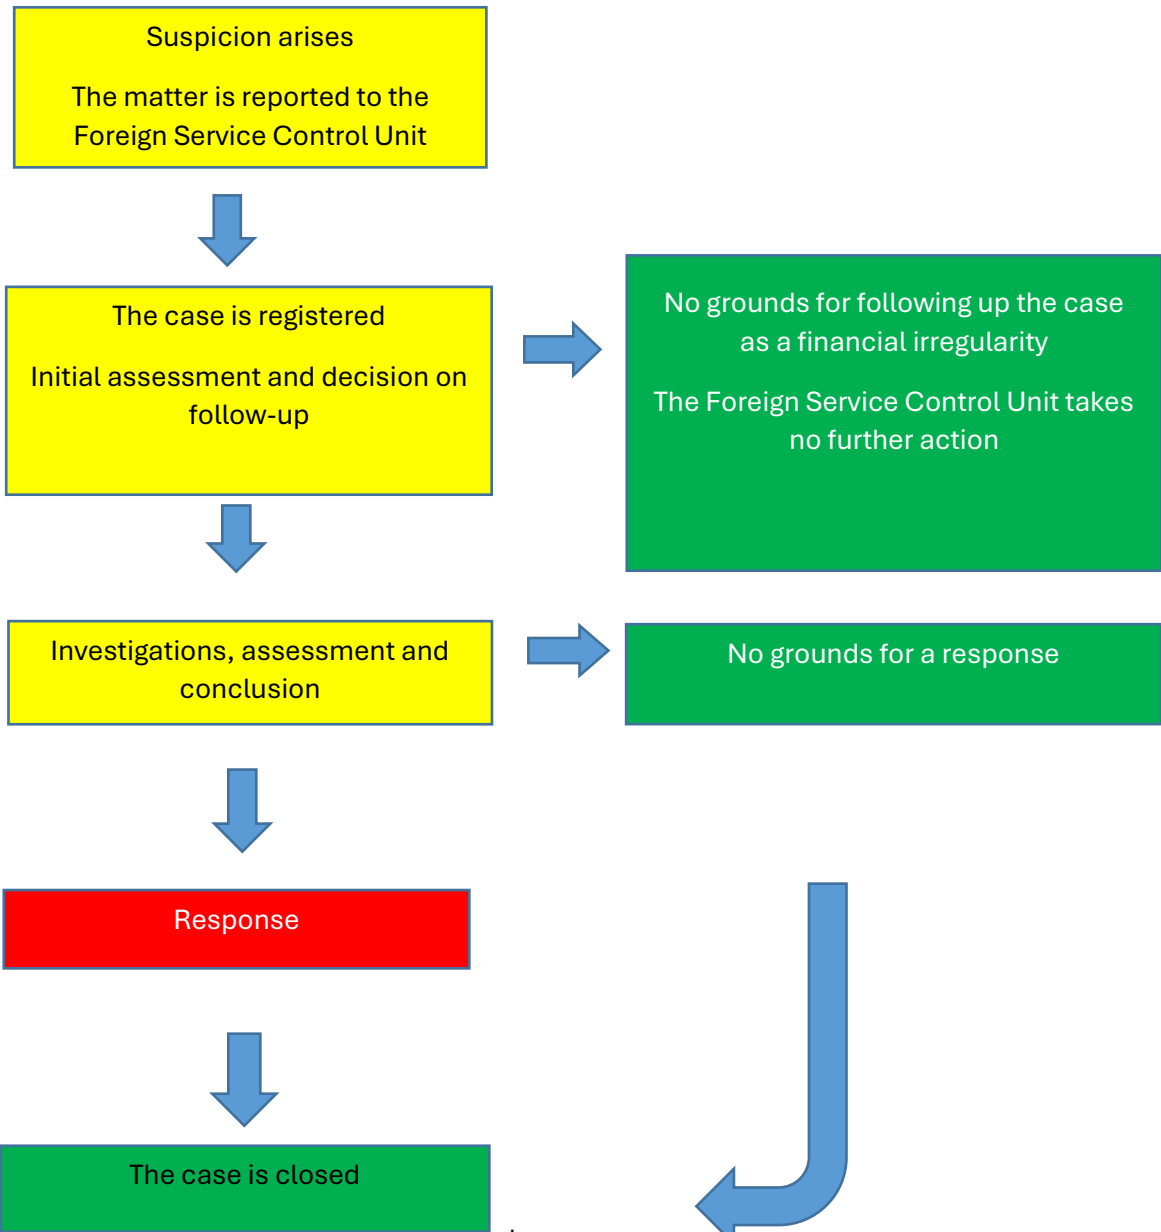 Suspicion arises
The matter is reported to the
Foreign Service Control Unit
The case is registered
Initial assessment and decision on
follow-up
No grounds for following up the case
as a financial irregularity
The Foreign Service Control Unit takes
no further action
Investigations, assessment and
conclusion
No grounds for a response
Response
The case is closed